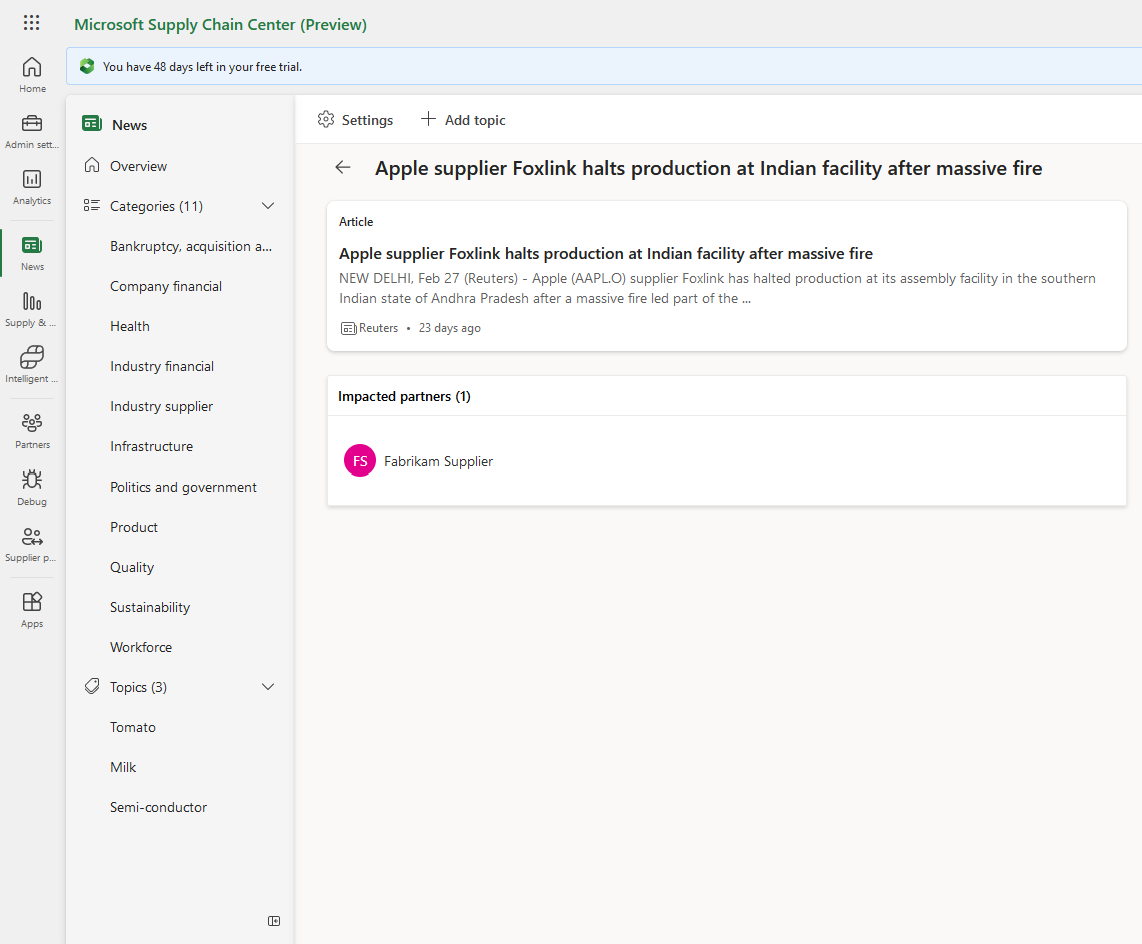 Microsoft Supply Chain Center (Preview)
You have 48 days left in your free trial.
Home
Admin sett...
Analytics
News
Supply & ...
Intelligent ...
Partners
Debug
Supplier p...
Apps
News
Overview
Categories (11)
Bankruptcy, acquisition a...
Company financial
Health
Industry financial
Industry supplier
Infrastructure
Politics and government
Product
Quality
Sustainability
Workforce
Topics (3)
Tomato
Milk
Semi-conductor
Settings
Add topic
Apple supplier Foxlink halts production at Indian facility after massive fire
Article
Apple supplier Foxlink halts production at Indian facility after massive fire
NEW DELHI, Feb 27 (Reuters) - Apple (AAPL.O) supplier Foxlink has halted production at its assembly facility in the southern
Indian state of Andhra Pradesh after a massive fire led part of the ...
Reuters • 23 days ago
Impacted partners (1)
FS Fabrikam Supplier